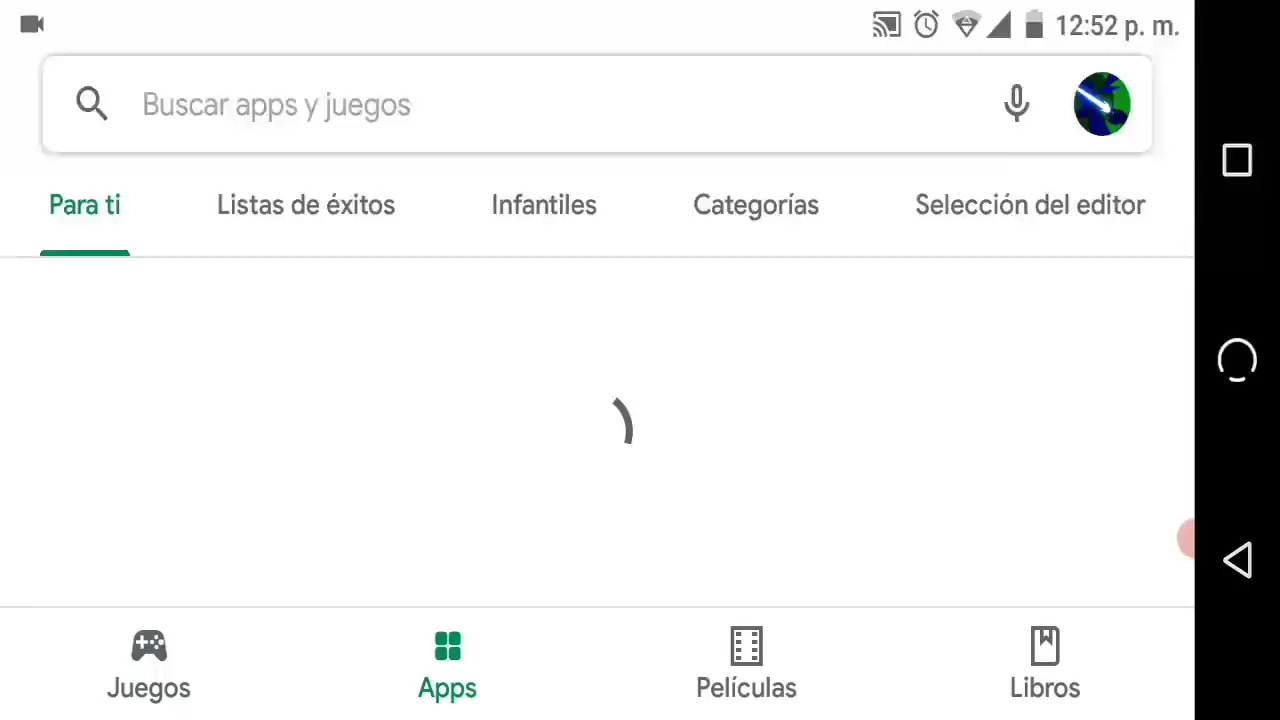 12:52 p. m.
Buscar apps y juegos
Para ti
Listas de éxitos
Infantiles
Categorías
Selección del editor
Juegos
Apps
Películas
Libros